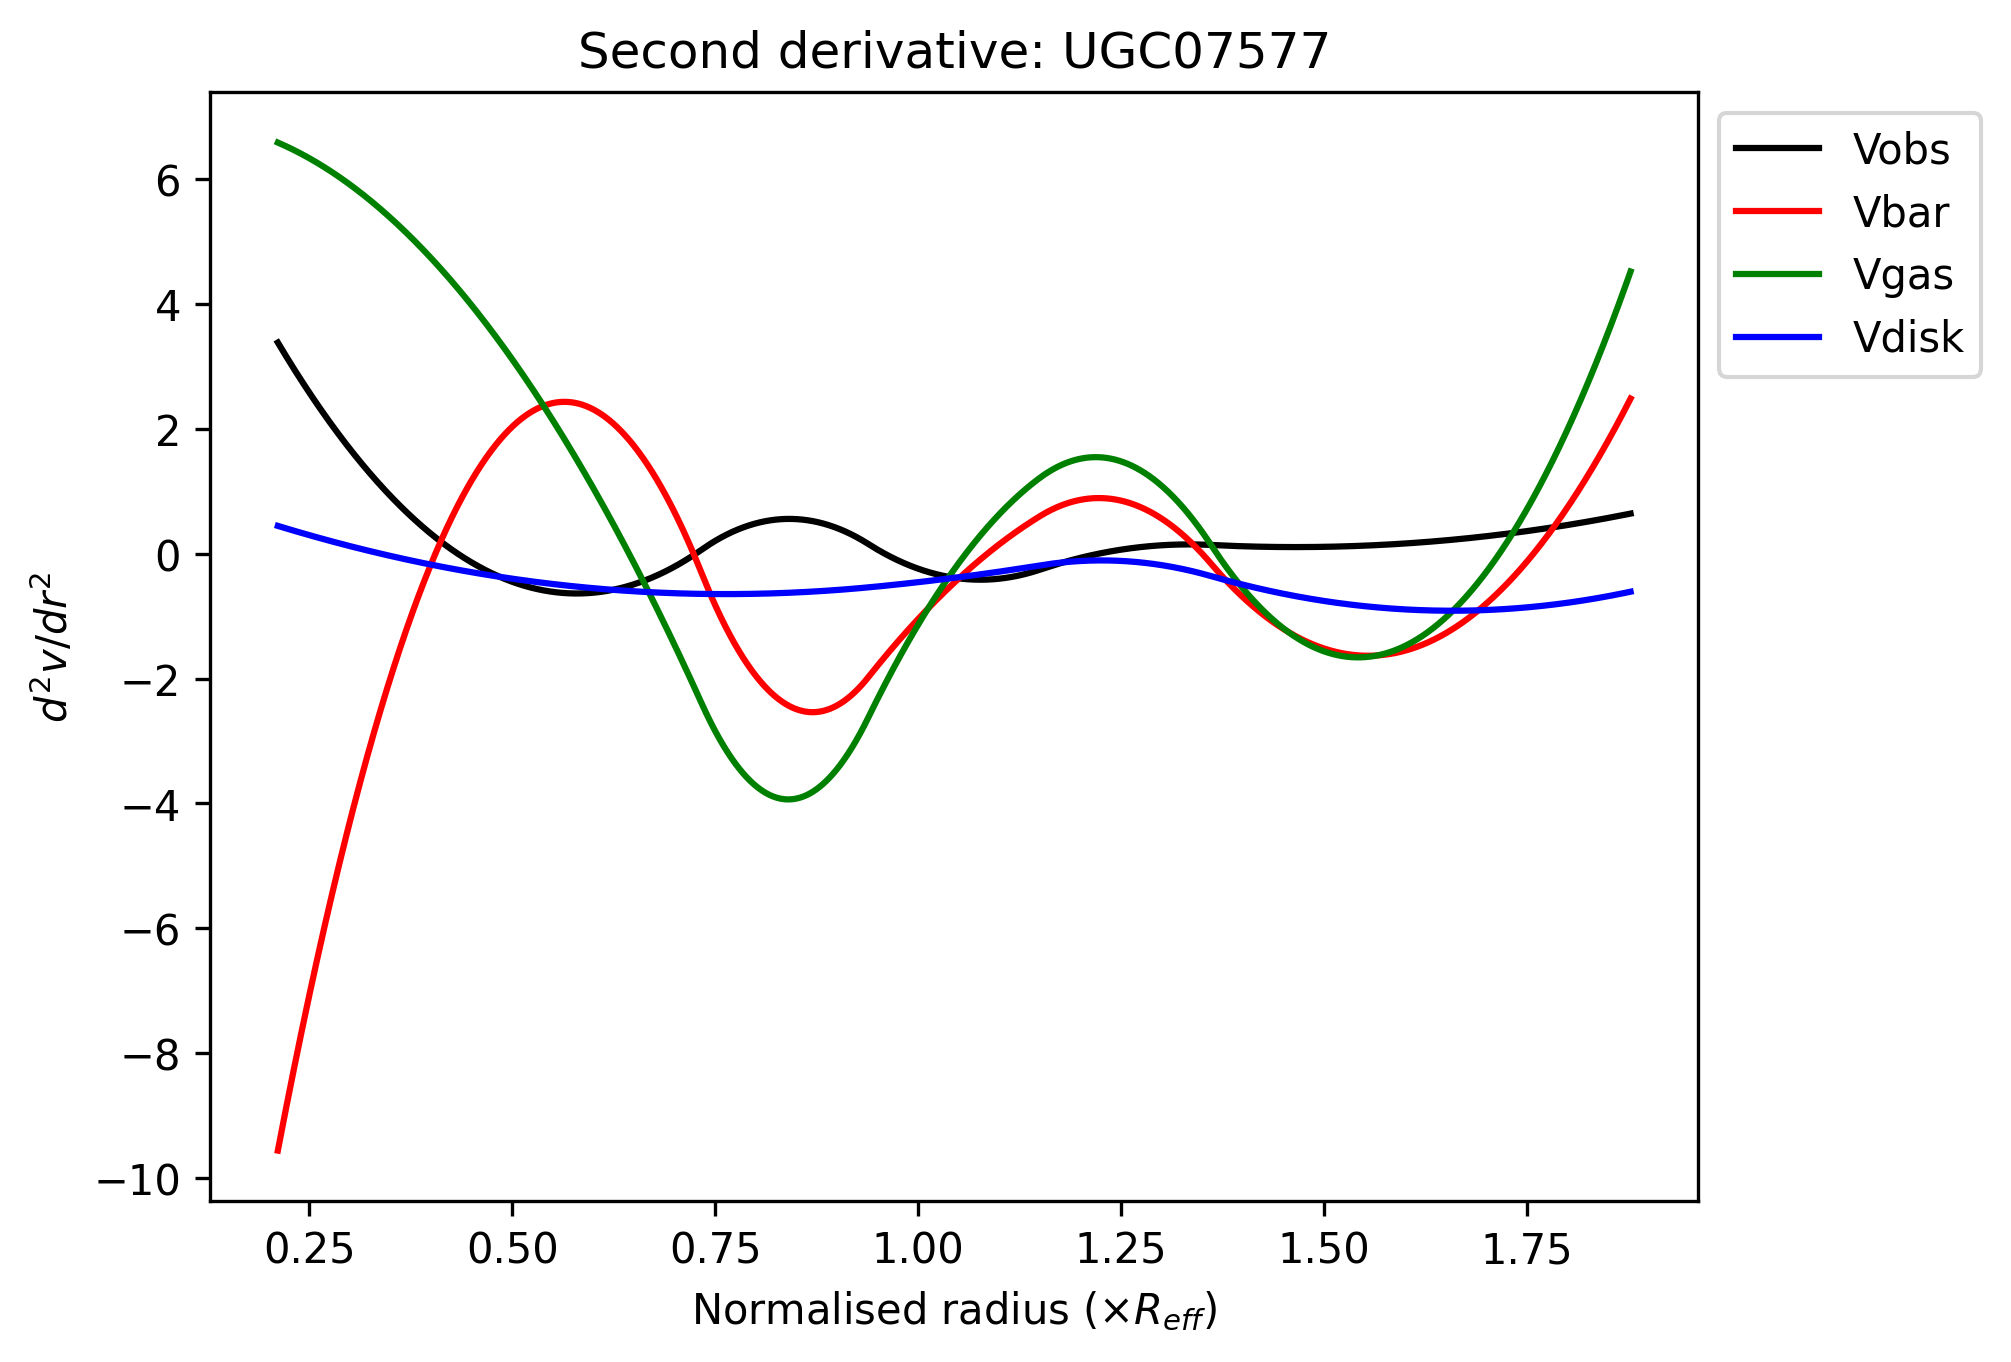 Second derivative: UGC07577
Vobs
Vbar
Vgas
Vdisk
6
4
2
0
−2
−4
−6
−8
−10
d²v/dr²
0.25 0.50 0.75 1.00 1.25 1.50 1.75
Normalised radius (×R_eff)